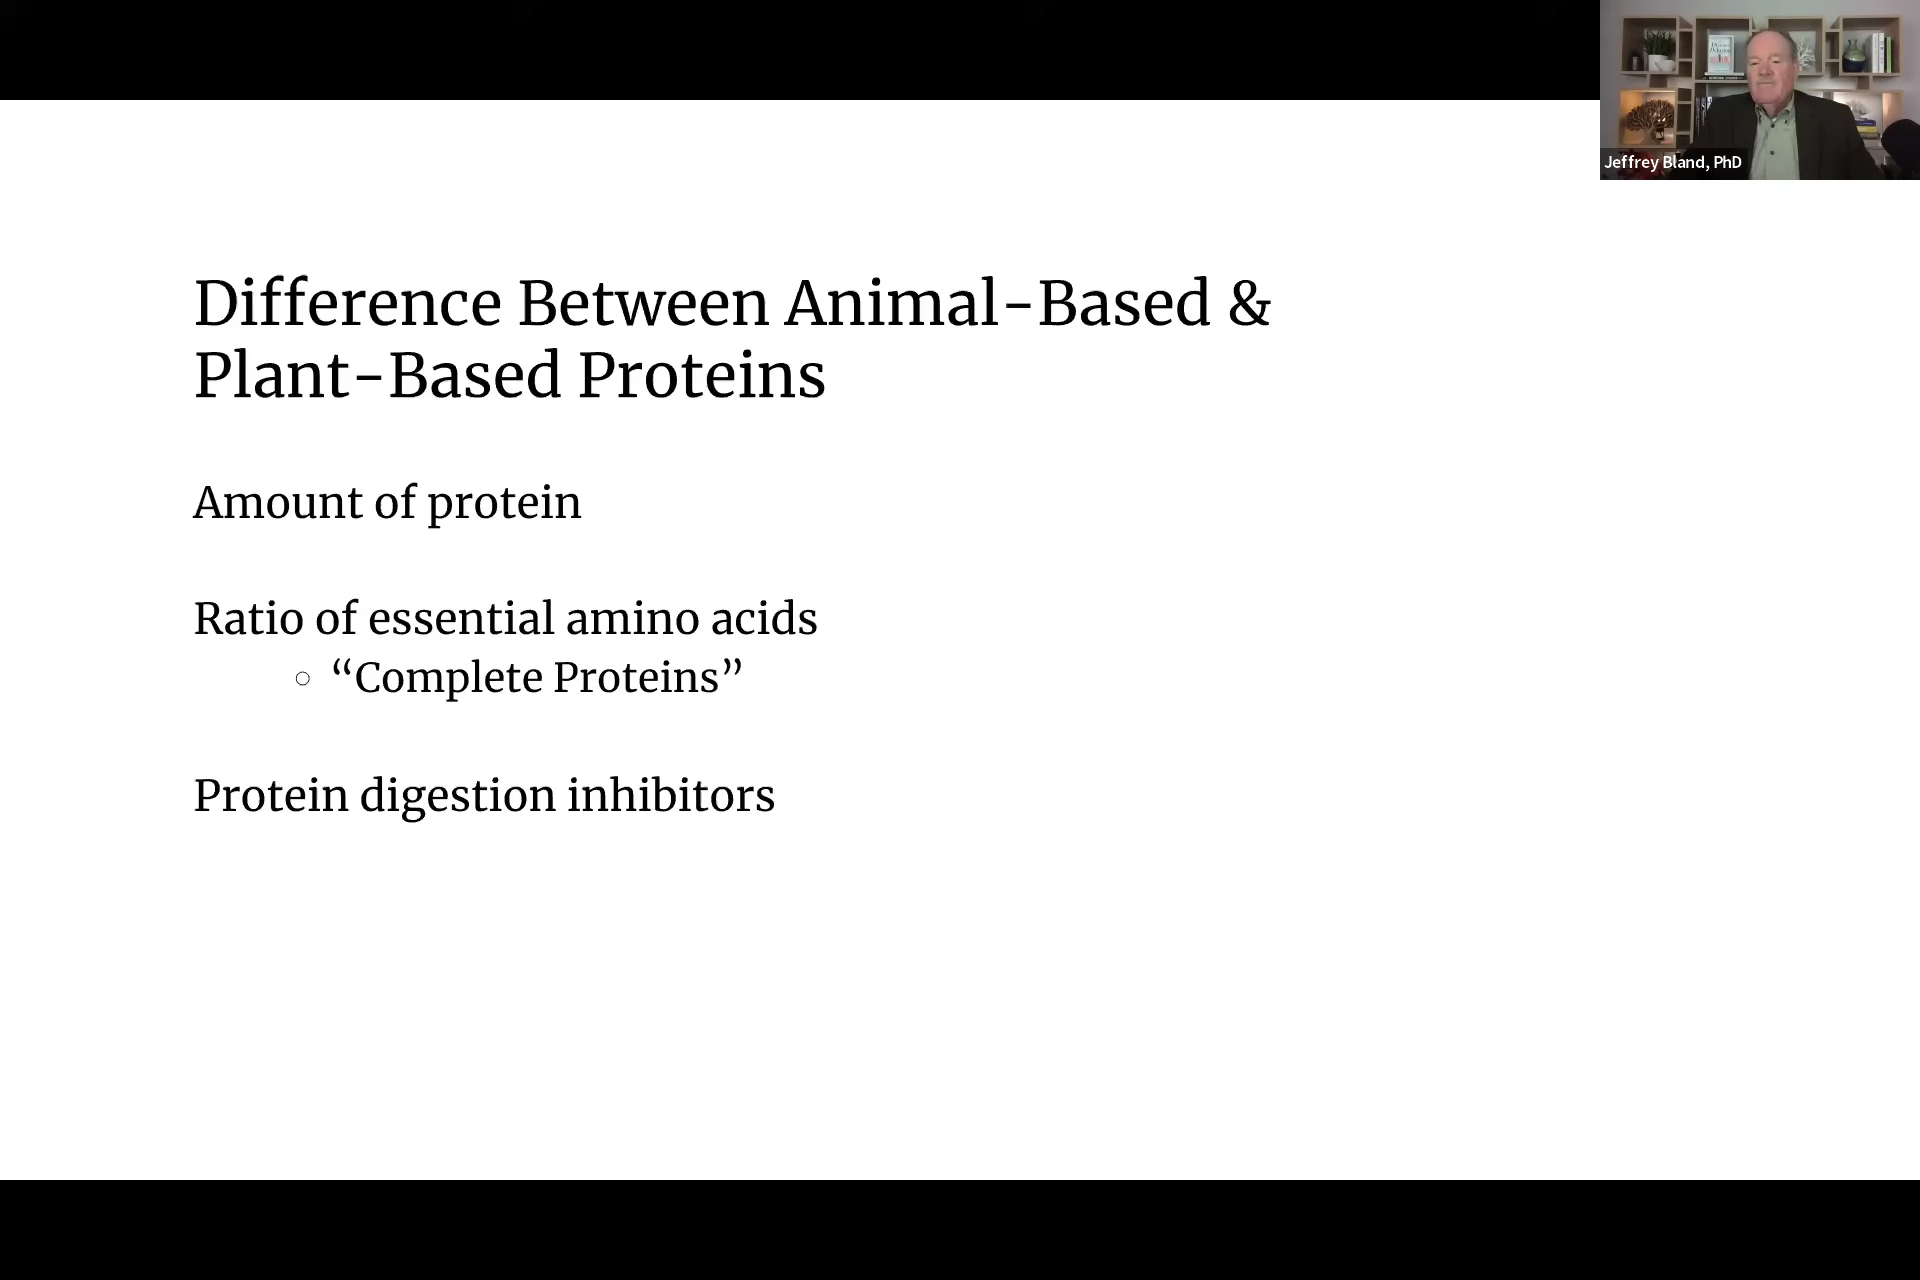 Jeffrey Bland, PhD
Difference Between Animal-Based &
Plant-Based Proteins
Amount of protein
Ratio of essential amino acids
○ “Complete Proteins”
Protein digestion inhibitors